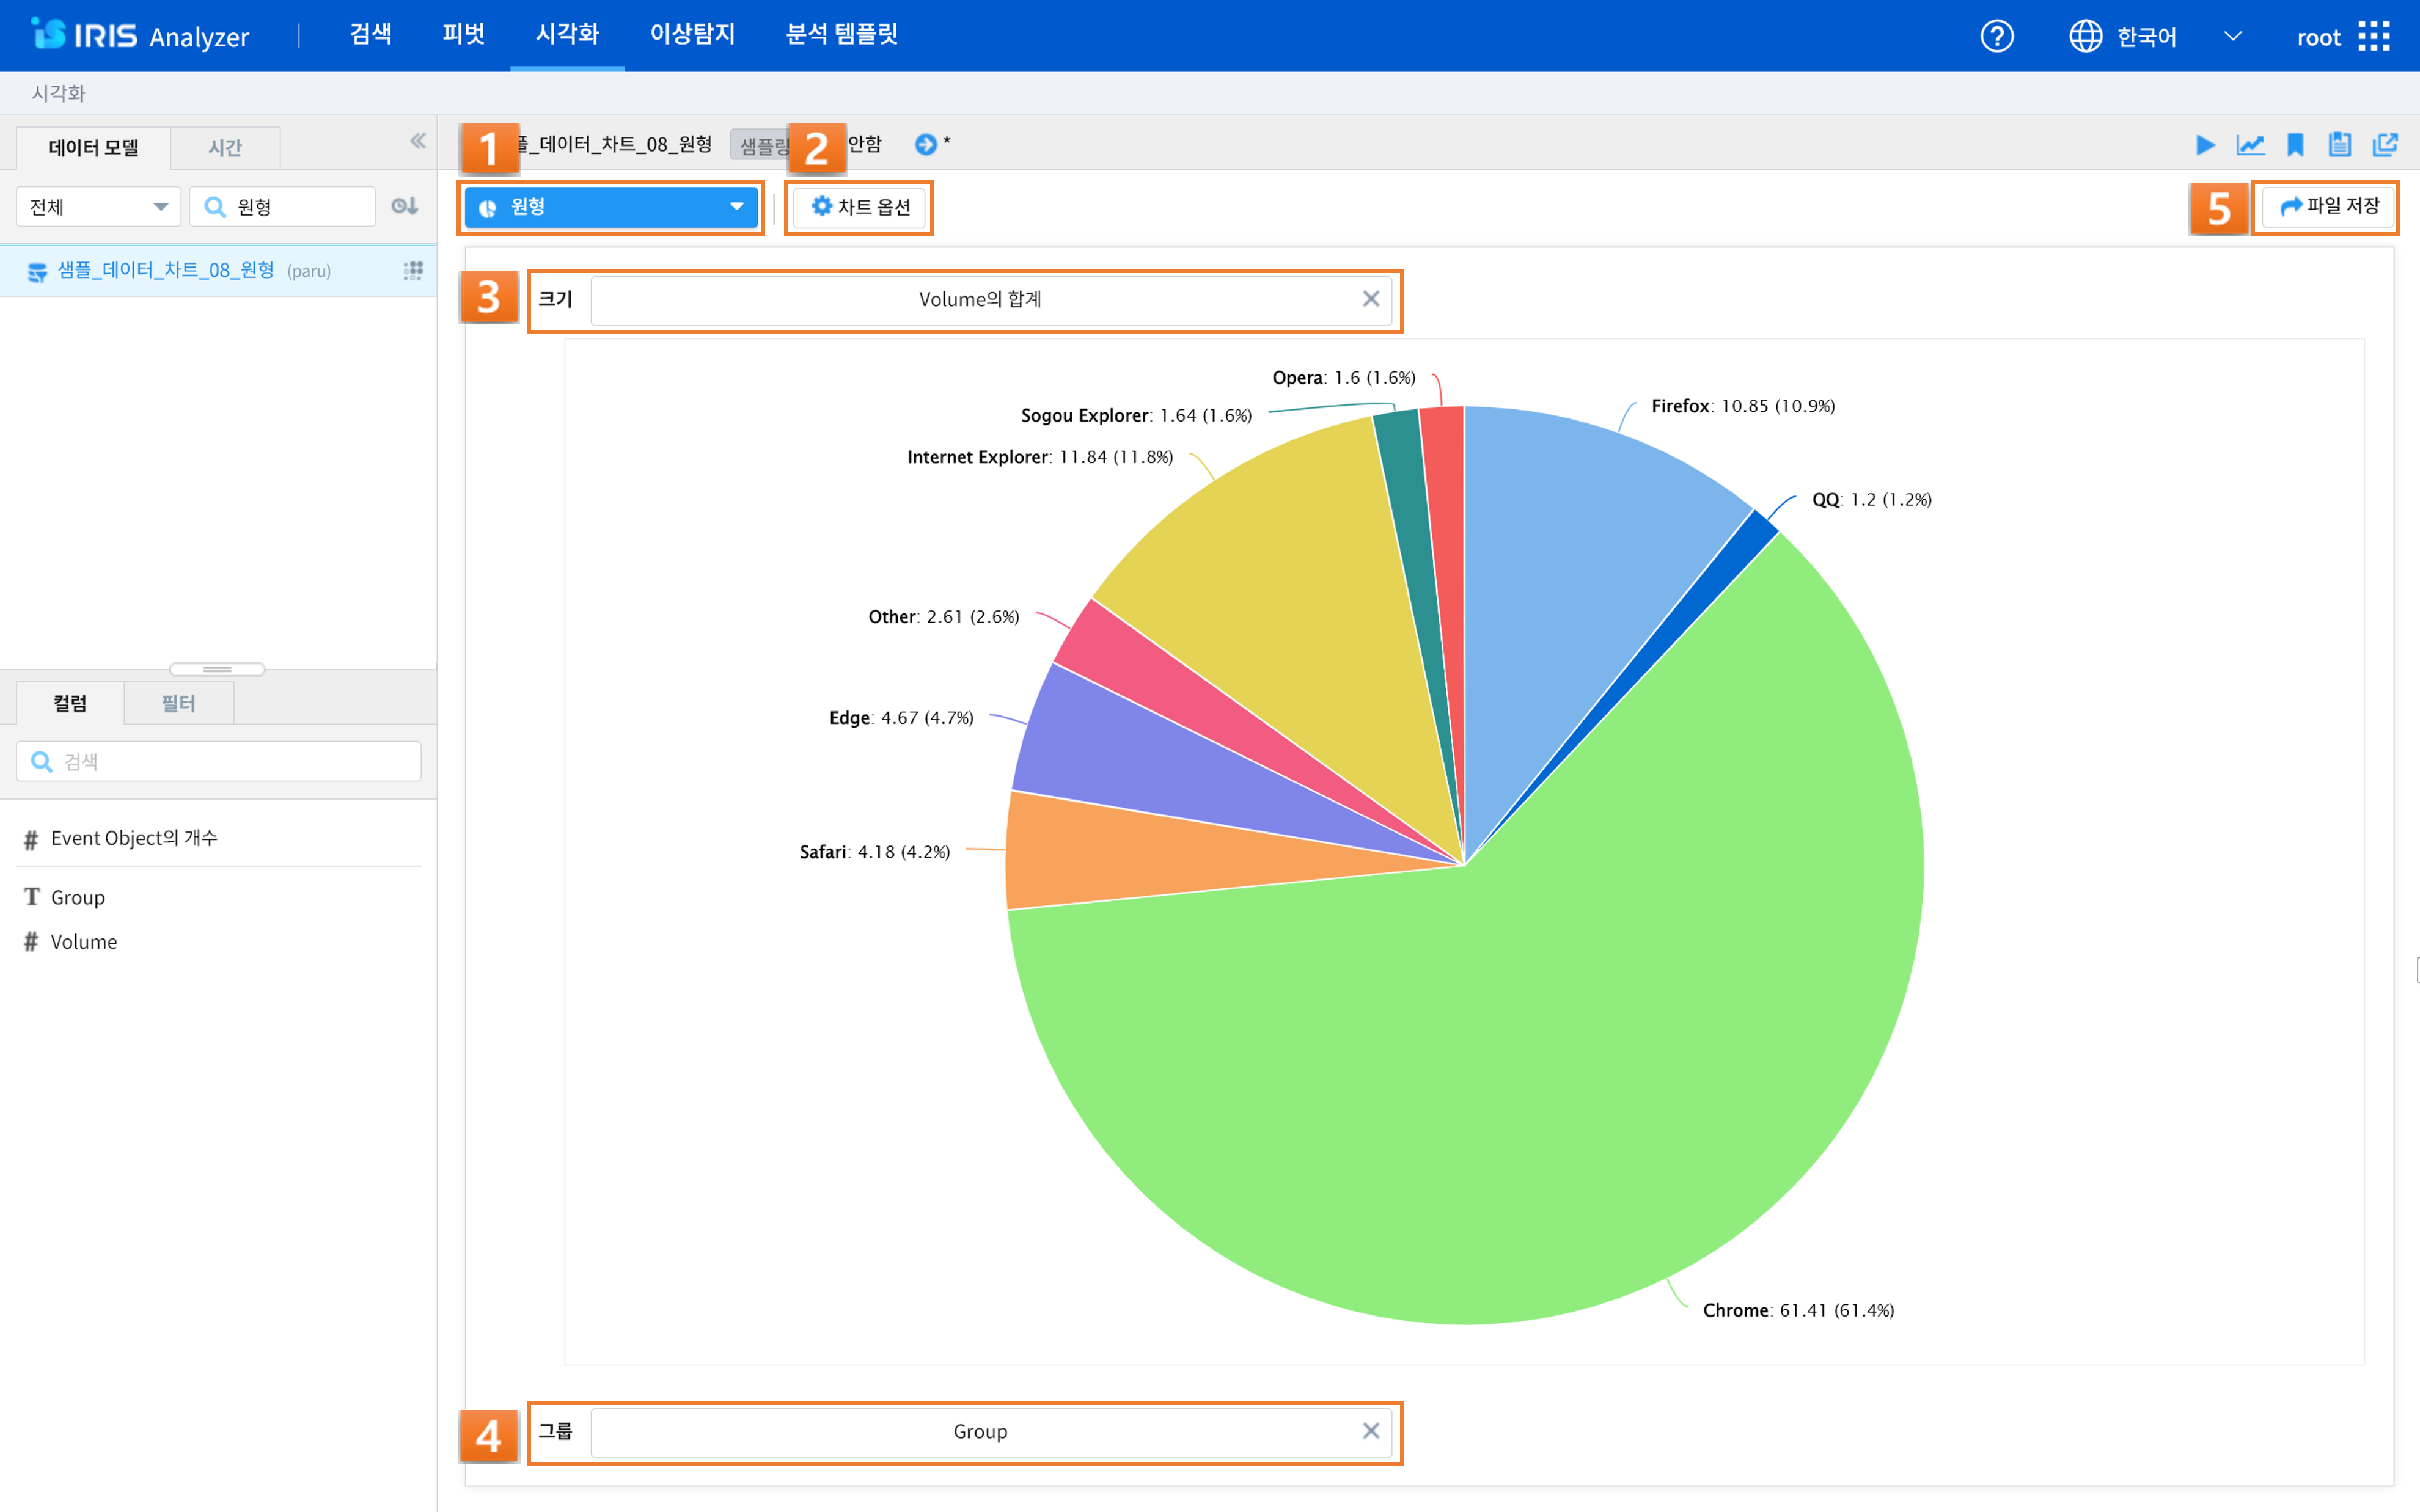 IRIS Analyzer
검색 피벗 시각화 이상탐지 분석 템플릿
? 한국어 root
시각화
데이터 모델 시간
전체 원형
샘플_데이터_차트_08_원형 (paru)
컬럼 필터
검색
# Event Object의 개수
T Group
# Volume
1 플_데이터_차트_08_원형 샘플링 2 안함 *
원형 차트 옵션
5 파일 저장
3 크기 Volume의 합계
Opera: 1.6 (1.6%)
Firefox: 10.85 (10.9%)
Sogou Explorer: 1.64 (1.6%)
Internet Explorer: 11.84 (11.8%)
QQ: 1.2 (1.2%)
Other: 2.61 (2.6%)
Edge: 4.67 (4.7%)
Safari: 4.18 (4.2%)
Chrome: 61.41 (61.4%)
4 그룹 Group